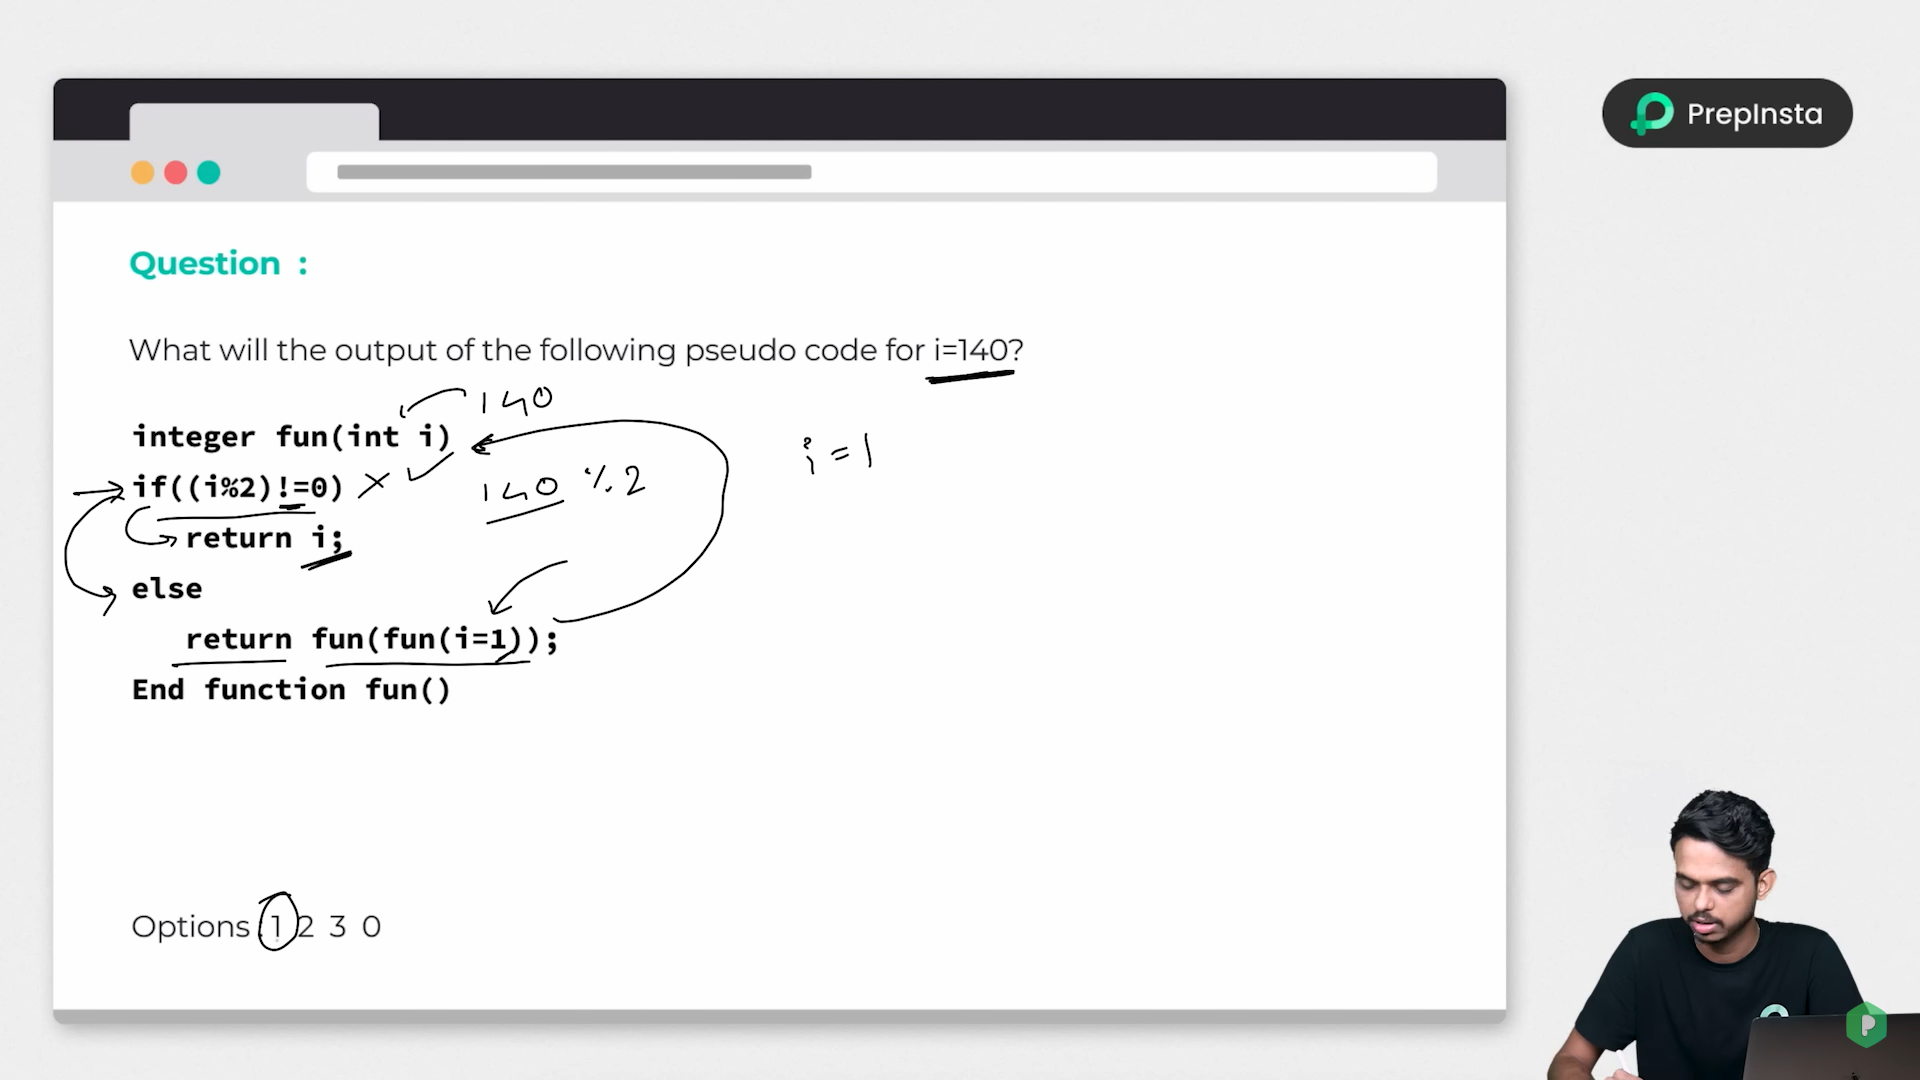 PrepInsta
Question :
What will the output of the following pseudo code for i=140?
140
integer fun(int i)
i = 1
if((i%2)!=0)
140 % 2
return i;
else
return fun(fun(i=1));
End function fun()
Options 1 2 3 0